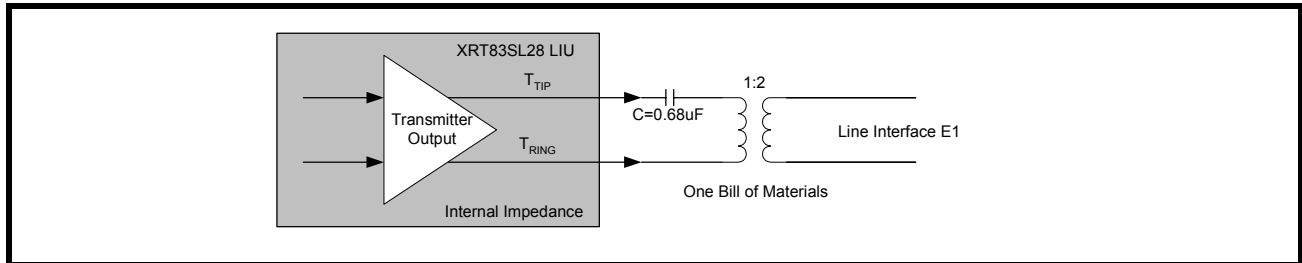 XRT83SL28 LIU
TTIP
1:2
C=0.68uF
Transmitter
Output
Line Interface E1
TRING
One Bill of Materials
Internal Impedance